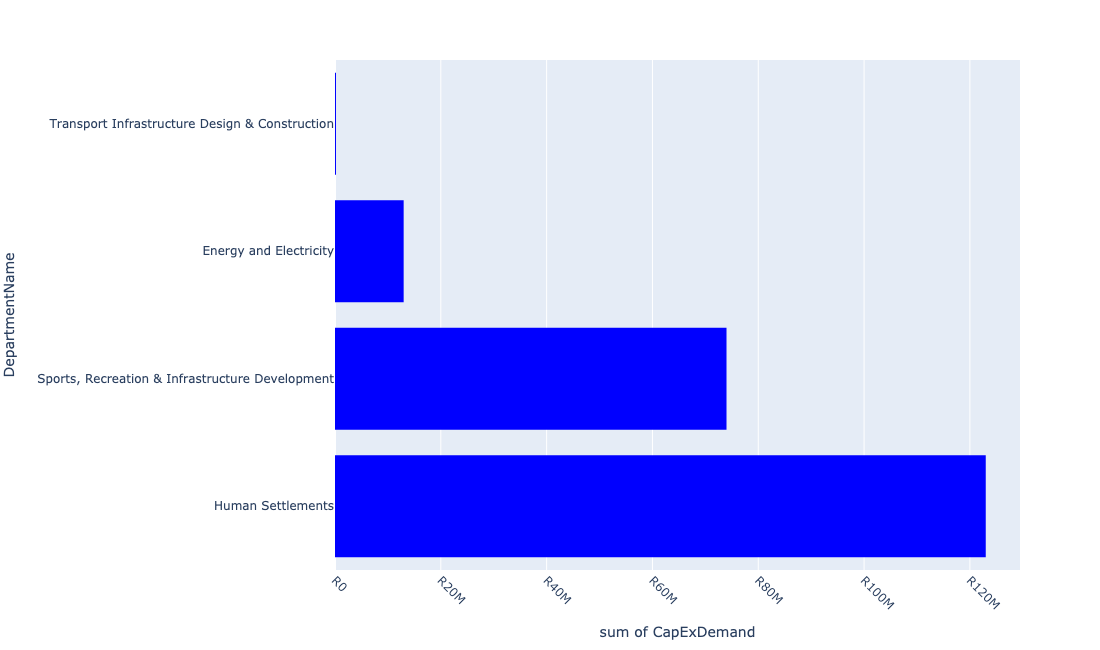 Transport Infrastructure Design & Construction
Energy and Electricity
Sports, Recreation & Infrastructure Development
Human Settlements
DepartmentName
R0
R20M
R40M
R60M
R80M
R100M
R120M
sum of CapExDemand